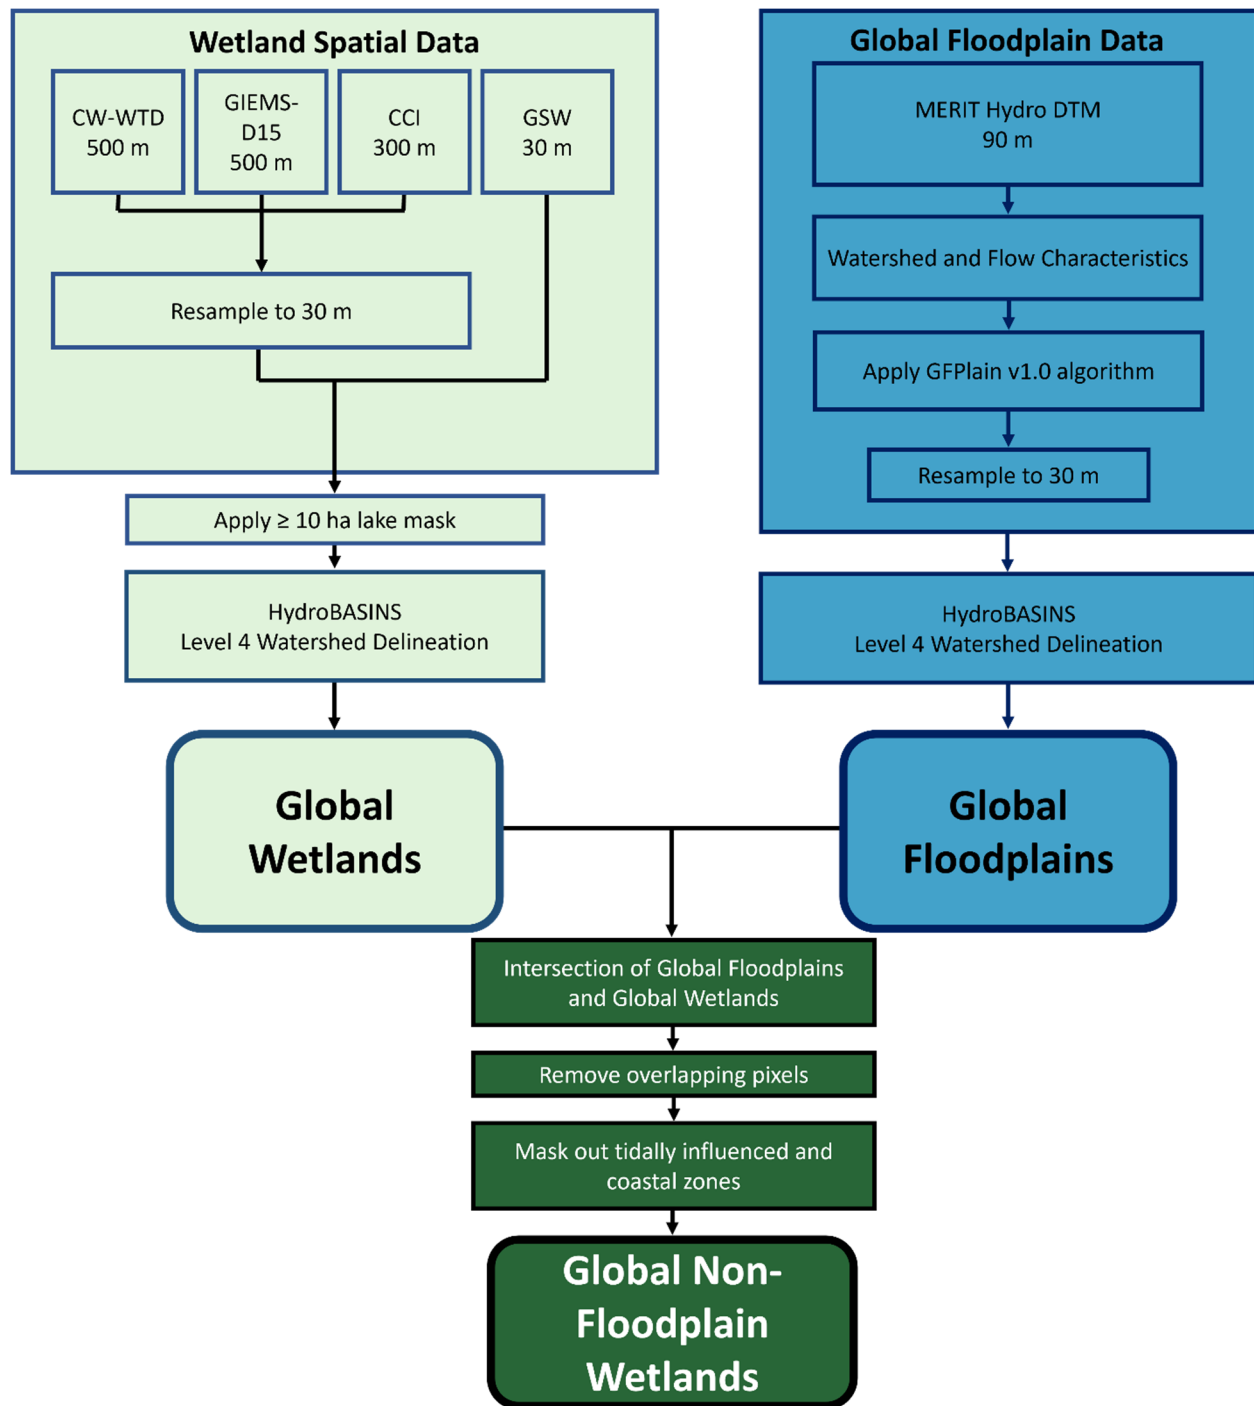 Wetland Spatial Data
CW-WTD
500 m
GIEMS-
D15
500 m
CCI
300 m
GSW
30 m
Resample to 30 m
Apply ≥ 10 ha lake mask
HydroBASINS
Level 4 Watershed Delineation
Global
Wetlands
Global Floodplain Data
MERIT Hydro DTM
90 m
Watershed and Flow Characteristics
Apply GFPlain v1.0 algorithm
Resample to 30 m
HydroBASINS
Level 4 Watershed Delineation
Global
Floodplains
Intersection of Global Floodplains
and Global Wetlands
Remove overlapping pixels
Mask out tidally influenced and
coastal zones
Global Non-
Floodplain
Wetlands